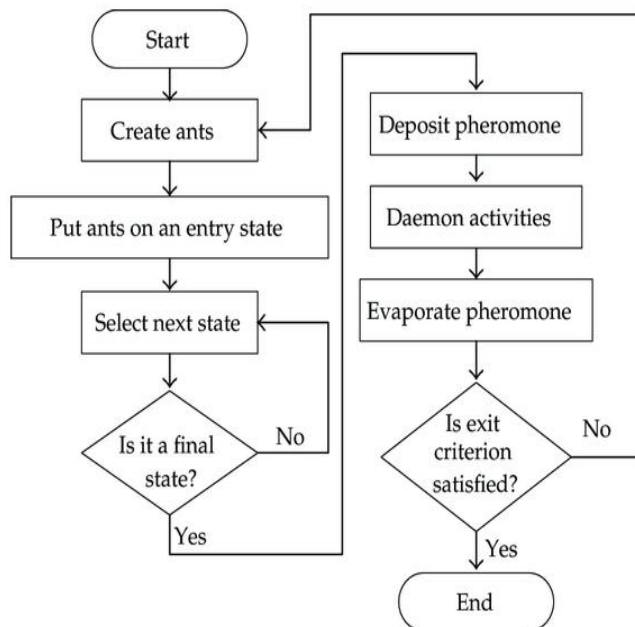 Start
Create ants
Put ants on an entry state
Select next state
Is it a final
state?
No
Yes
Deposit pheromone
Daemon activities
Evaporate pheromone
Is exit
criterion
satisfied?
No
Yes
End